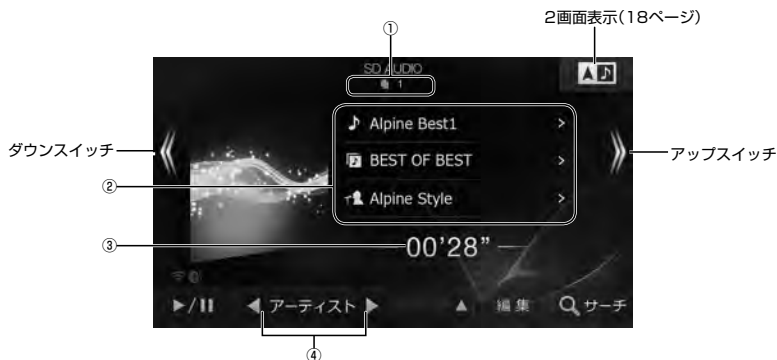 2画面表示(18ページ)
①
SD AUDIO
1
ダウンスイッチ
アップスイッチ
Alpine Best1
BEST OF BEST
②
Alpine Style
③
00'28”
アーティスト
編集
サーチ
④